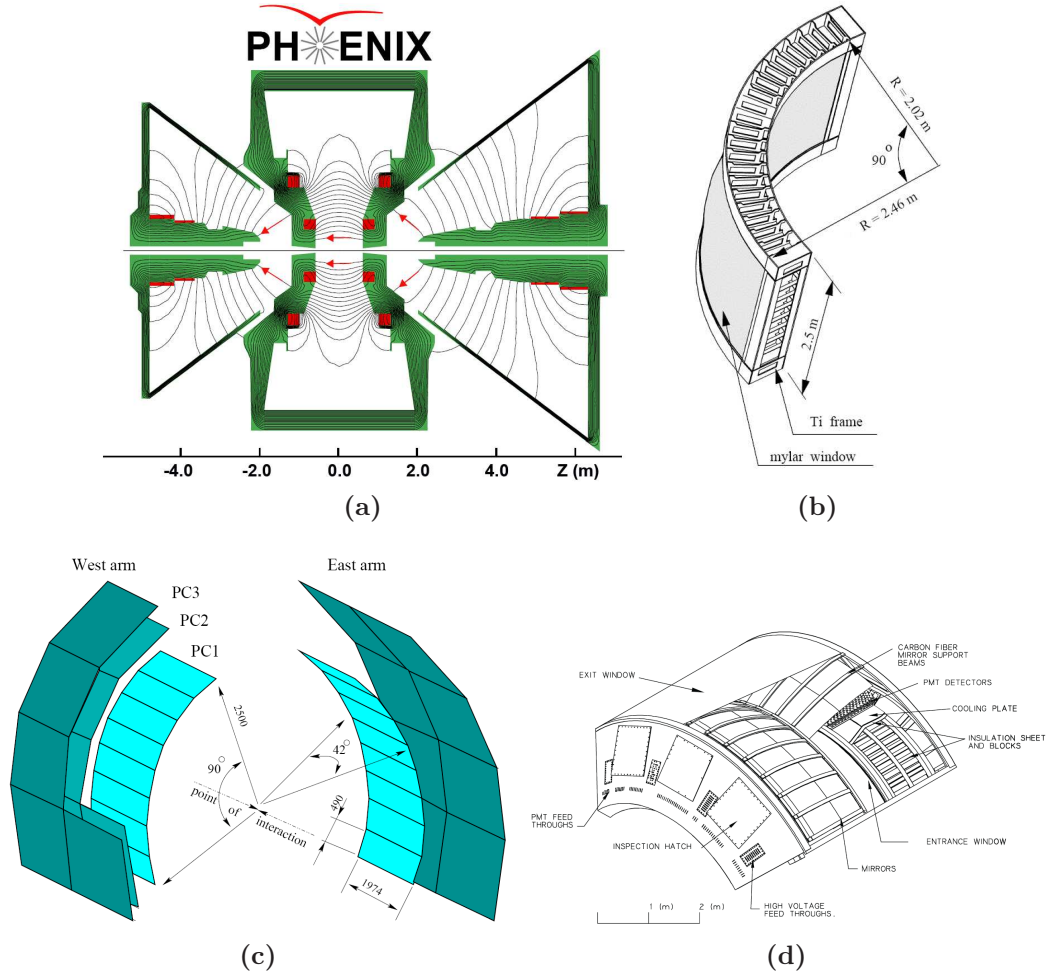 PHENIX
-4.0 -2.0 0.0 2.0 Z (m)
(a)
R = 2.02 m
90°
R = 2.46 m
2.5 m
Ti frame
mylar window
(b)
West arm
East arm
PC3
PC2
PC1
2500
90°
42°
point of interaction
490
1974
(c)
EXIT WINDOW
CARBON FIBER
MIRROR SUPPORT
BEAMS
PMT DETECTORS
COOLING PLATE
INSULATION SHEET
AND BLOCKS
PMT FEED
THROUGHS
INSPECTION HATCH
ENTRANCE WINDOW
MIRRORS
HIGH VOLTAGE
FEED THROUGHS.
1 (m) 2 (m)
(d)